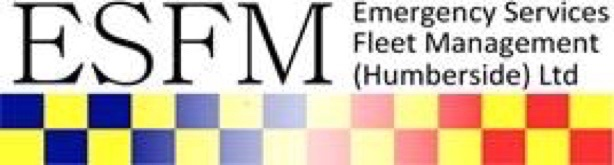 ESFM
Emergency Services
Fleet Management
(Humberside) Ltd